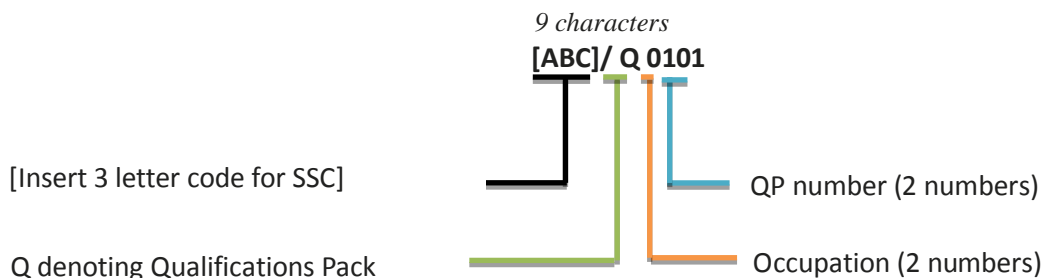 9 characters
[ABC]/ Q 0101
[Insert 3 letter code for SSC]
QP number (2 numbers)
Q denoting Qualifications Pack
Occupation (2 numbers)